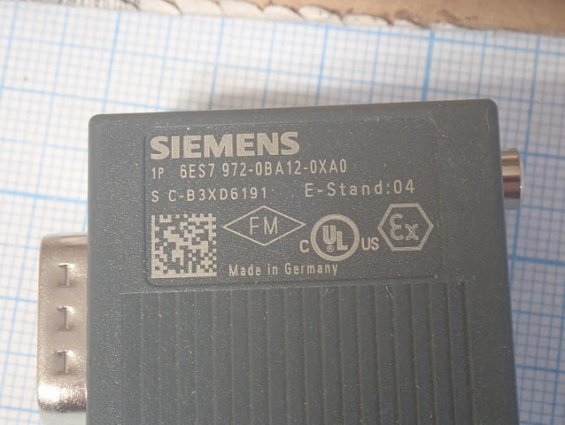 SIEMENS
1P 6ES7 972-0BA12-0XA0
S C-B3XD6191 E-Stand:04
FM C UL US Ex
Made in Germany